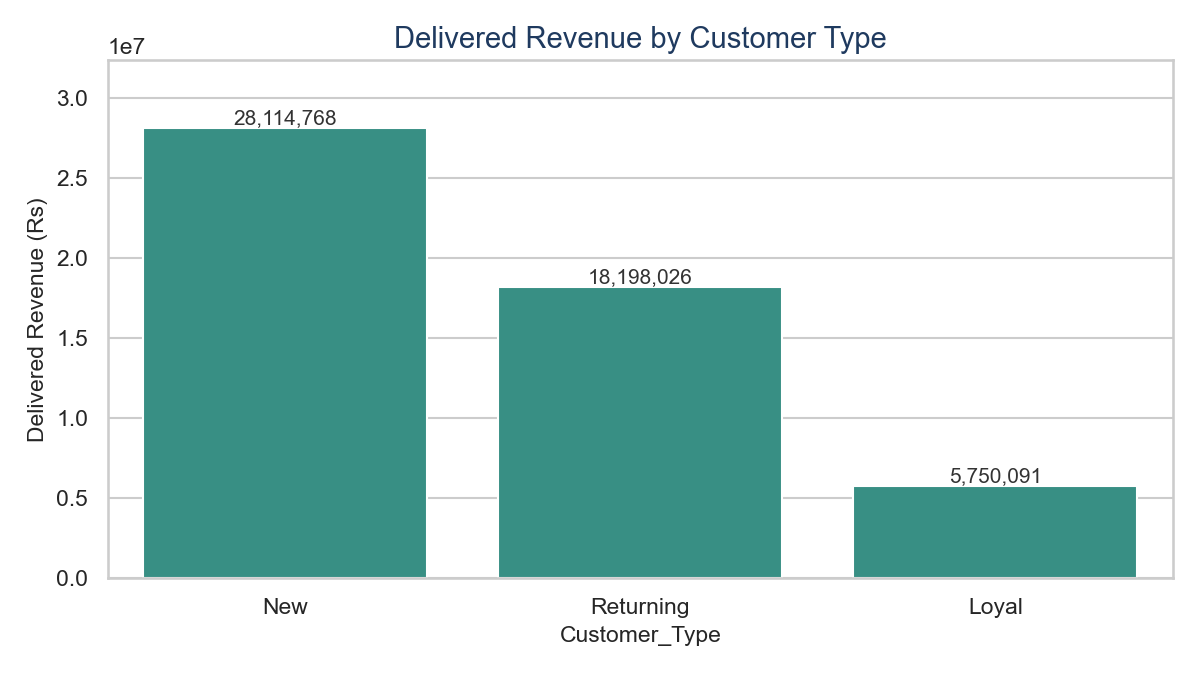 Delivered Revenue by Customer Type
1e7
Delivered Revenue (Rs)
3.0
2.5
2.0
1.5
1.0
0.5
0.0
28,114,768
18,198,026
5,750,091
New
Returning
Loyal
Customer_Type